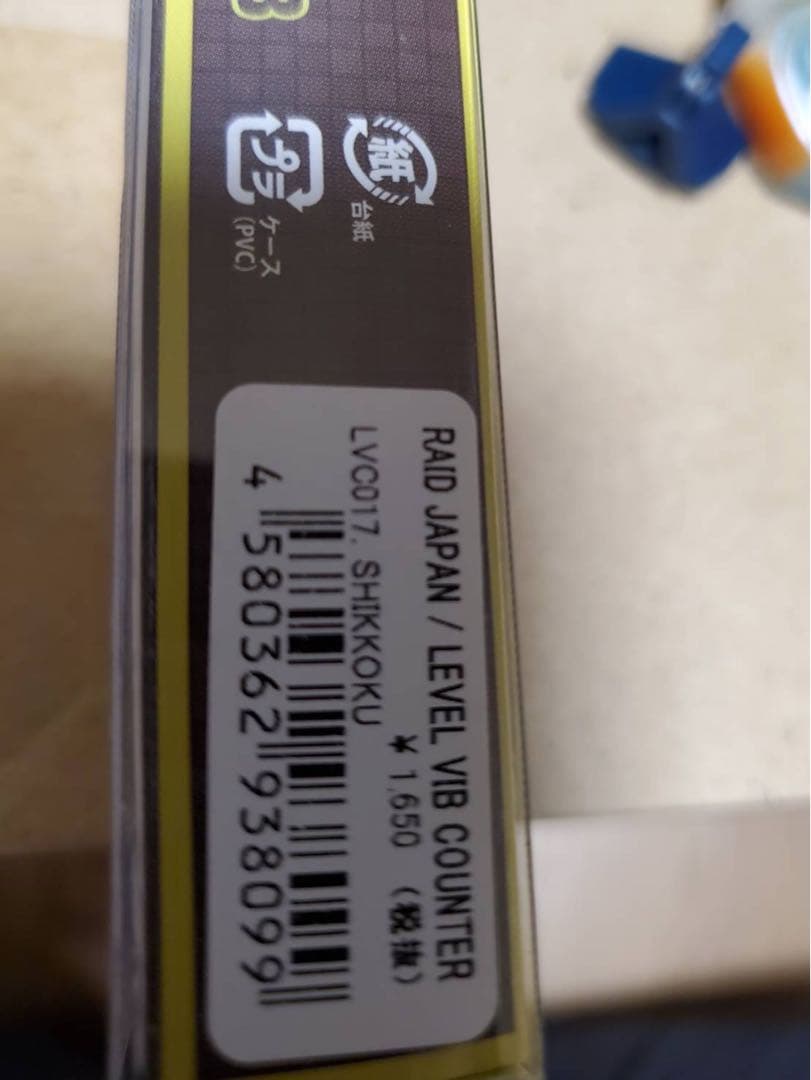 紙
台紙
プラ
ケース
(PVC)
RAID JAPAN / LEVEL VIB COUNTER
¥ 1,650 (税抜)
LVC017. SHIKKOKU
4 580362 938099